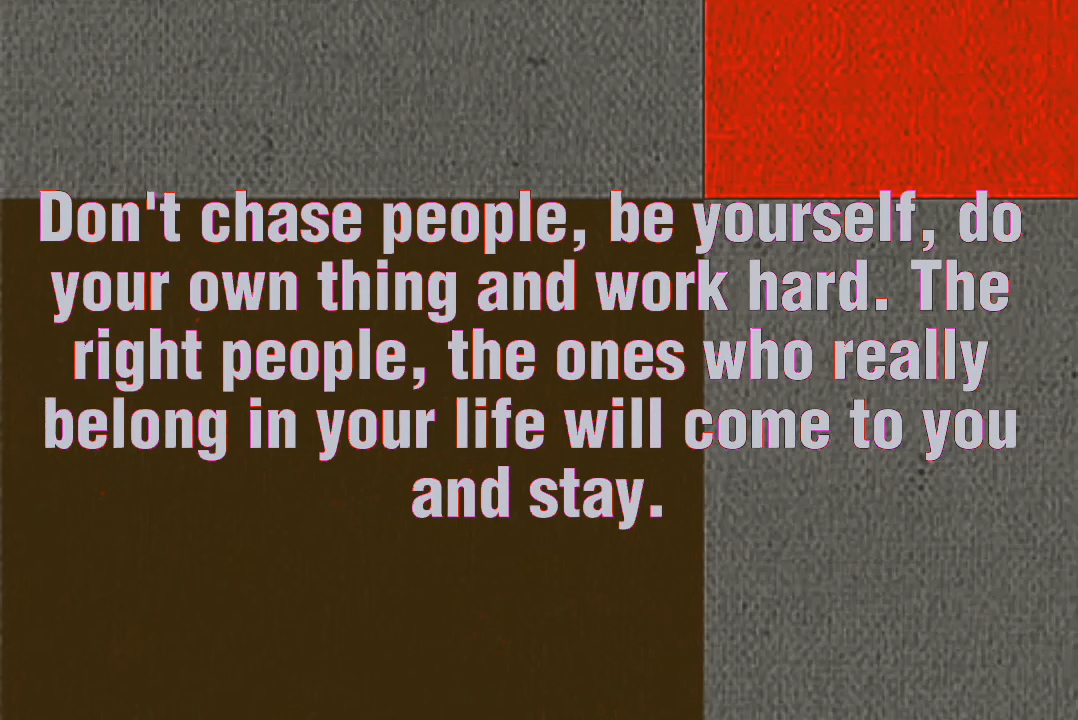 Don't chase people, be yourself, do
your own thing and work hard. The
right people, the ones who really
belong in your life will come to you
and stay.